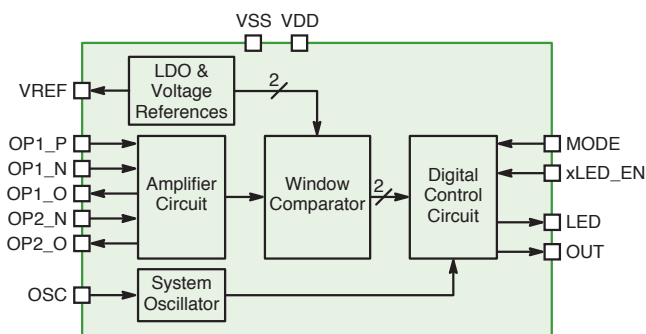 VSS VDD
VREF
LDO &
Voltage
References
2
OP1_P
OP1_N
OP1_O
OP2_N
OP2_O
Amplifier
Circuit
Window
Comparator
2
Digital
Control
Circuit
MODE
xLED_EN
LED
OUT
OSC
System
Oscillator